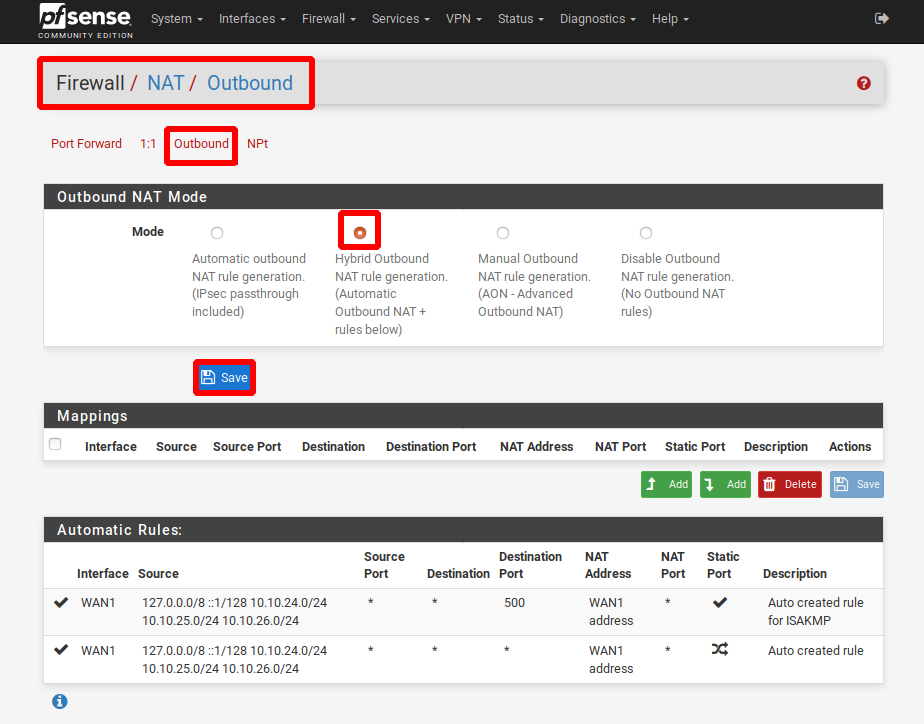 pfsense
COMMUNITY EDITION
System Interfaces Firewall Services VPN Status Diagnostics Help
Firewall / NAT / Outbound
Port Forward 1:1 Outbound NPt
Outbound NAT Mode
Mode
Automatic outbound
NAT rule generation.
(IPsec passthrough
included)
Hybrid Outbound
NAT rule generation.
(Automatic
Outbound NAT +
rules below)
Manual Outbound
NAT rule generation.
(AON - Advanced
Outbound NAT)
Disable Outbound
NAT rule generation.
(No Outbound NAT
rules)
Save
Mappings
Interface Source Source Port Destination Destination Port NAT Address NAT Port Static Port Description Actions
Add Add Delete Save
Automatic Rules:
Interface Source Source Port Destination Destination Port NAT Address NAT Port Static Port Description
WAN1 127.0.0.0/8 ::1/128 10.10.24.0/24 * * 500 WAN1 * Auto created rule
10.10.25.0/24 10.10.26.0/24 address for ISAKMP
WAN1 127.0.0.0/8 ::1/128 10.10.24.0/24 * * * WAN1 * Auto created rule
10.10.25.0/24 10.10.26.0/24 address